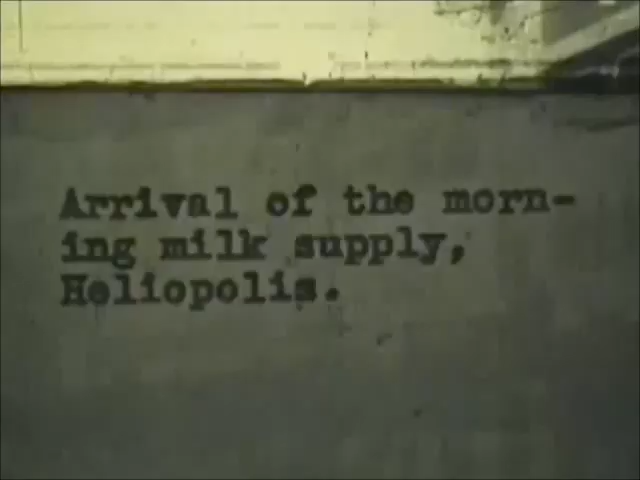 Arrival of the morn-
ing milk supply,
Heliopolis.